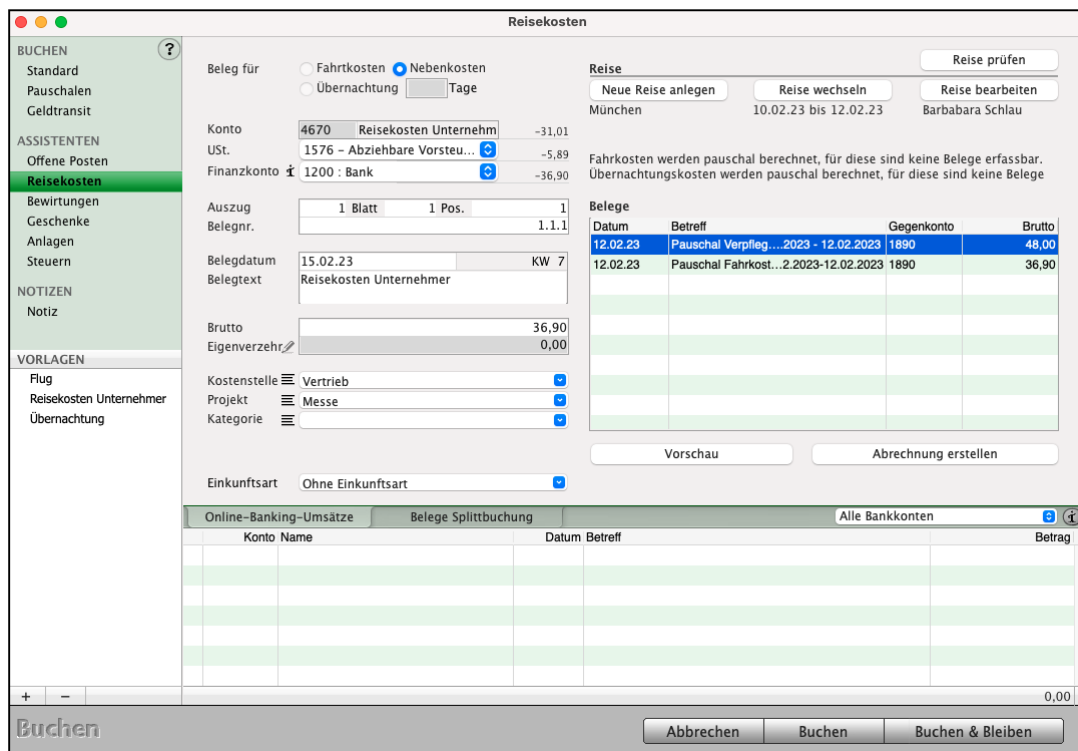 Reisekosten
BUCHEN
?
Standard
Pauschalen
Geldtransit
ASSISTENTEN
Offene Posten
Reisekosten
Bewirtungen
Geschenke
Anlagen
Steuern
NOTIZEN
Notiz
VORLAGEN
Flug
Reisekosten Unternehmer
Übernachtung
+ −
Beleg für Fahrtkosten Nebenkosten
Übernachtung Tage
Konto 4670 Reisekosten Unternehm -31,01
USt. 1576 – Abziehbare Vorsteu... -5,89
Finanzkonto i 1200 : Bank -36,90
Auszug 1 Blatt 1 Pos. 1
Belegnr. 1.1.1
Belegdatum 15.02.23 KW 7
Belegtext Reisekosten Unternehmer
Brutto 36,90
Eigenverzehr 0,00
Kostenstelle Vertrieb
Projekt Messe
Kategorie
Einkunftsart Ohne Einkunftsart
Reise Reise prüfen
Neue Reise anlegen Reise wechseln Reise bearbeiten
München 10.02.23 bis 12.02.23 Barbabara Schlau
Fahrkosten werden pauschal berechnet, für diese sind keine Belege erfassbar.
Übernachtungskosten werden pauschal berechnet, für diese sind keine Belege
Belege
Datum Betreff Gegenkonto Brutto
12.02.23 Pauschal Verpfleg....2023 - 12.02.2023 1890 48,00
12.02.23 Pauschal Fahrkost...2.2023-12.02.2023 1890 36,90
Vorschau Abrechnung erstellen
Online-Banking-Umsätze Belege Splittbuchung Alle Bankkonten i
Konto Name Datum Betreff Betrag
0,00
Buchen Abbrechen Buchen Buchen & Bleiben